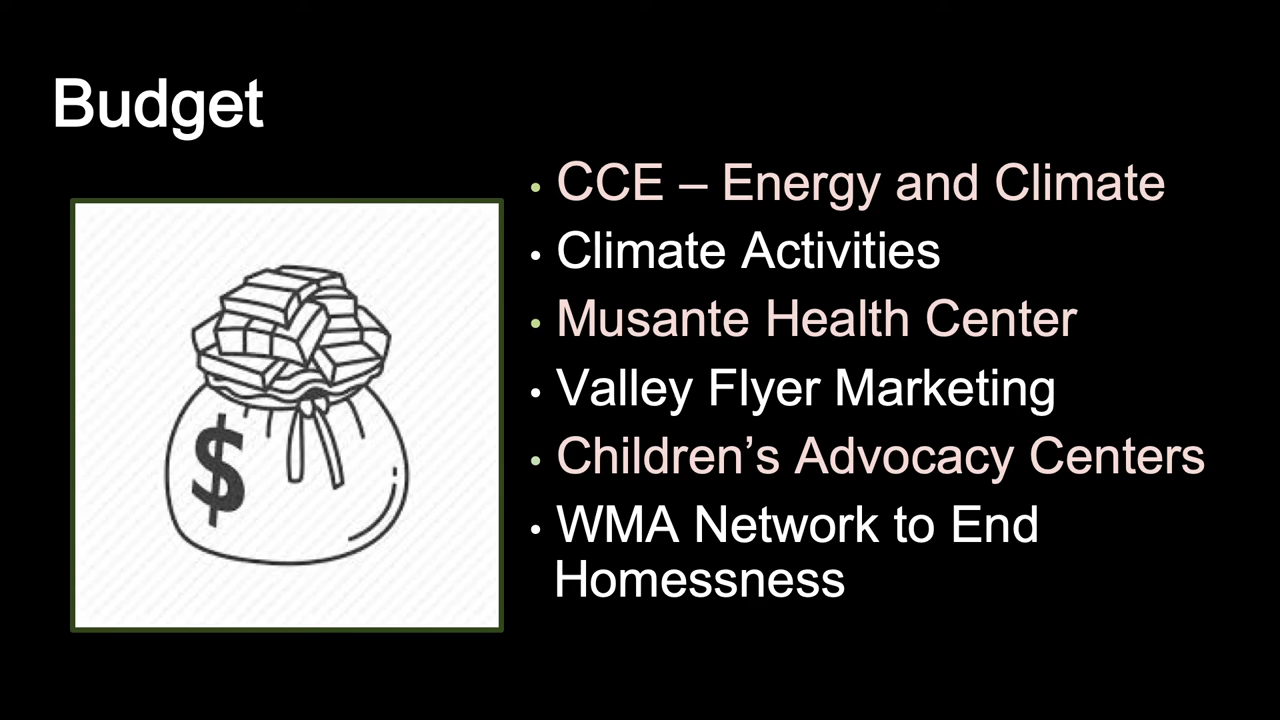 Budget
• CCE – Energy and Climate
• Climate Activities
• Musante Health Center
• Valley Flyer Marketing
• Children’s Advocacy Centers
• WMA Network to End
Homessness
$